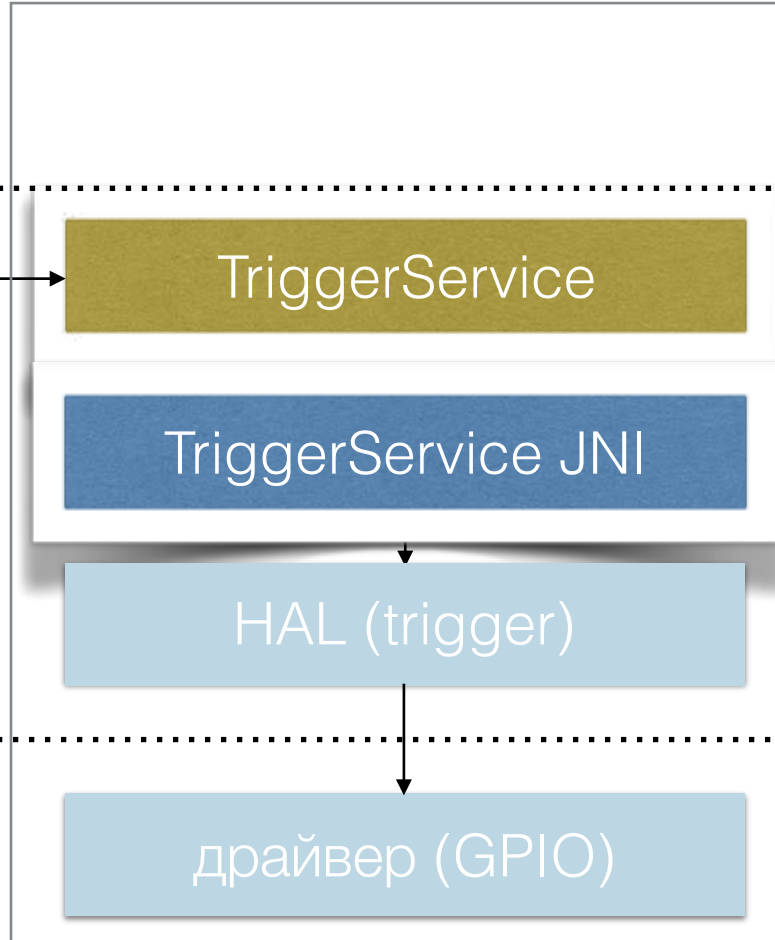 TriggerService
TriggerService JNI
HAL (trigger)
драйвер (GPIO)